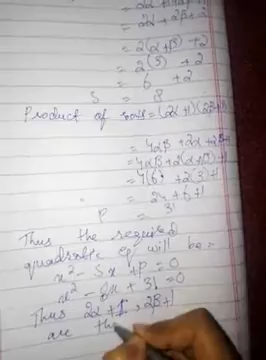 = 2α + 2β + 2
= 2(α + β) + 2
= 2(3) + 2
= 6 + 2
S = 8
Product of = (2α+1)(2β+1)
= 4αβ + 2α + 2β + 1
= 4αβ + 2(α+β) + 1
= 4(6) + 2(3) + 1
= 24 + 6 + 1
P = 31
Thus the required
quadratic eq will be =
x² - Sx + P = 0
x² - 8x + 31 = 0
Thus 2α + 1, 2β + 1
are th